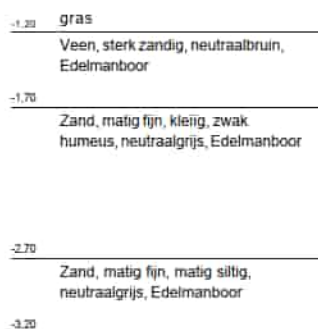 -1,20 gras
Veen, sterk zandig, neutraalbruin,
Edelmanboor
-1,70
Zand, matig fijn, kleiig, zwak
humeus, neutraalgrijs, Edelmanboor
-2,70
Zand, matig fijn, matig siltig,
neutraalgrijs, Edelmanboor
-3,20